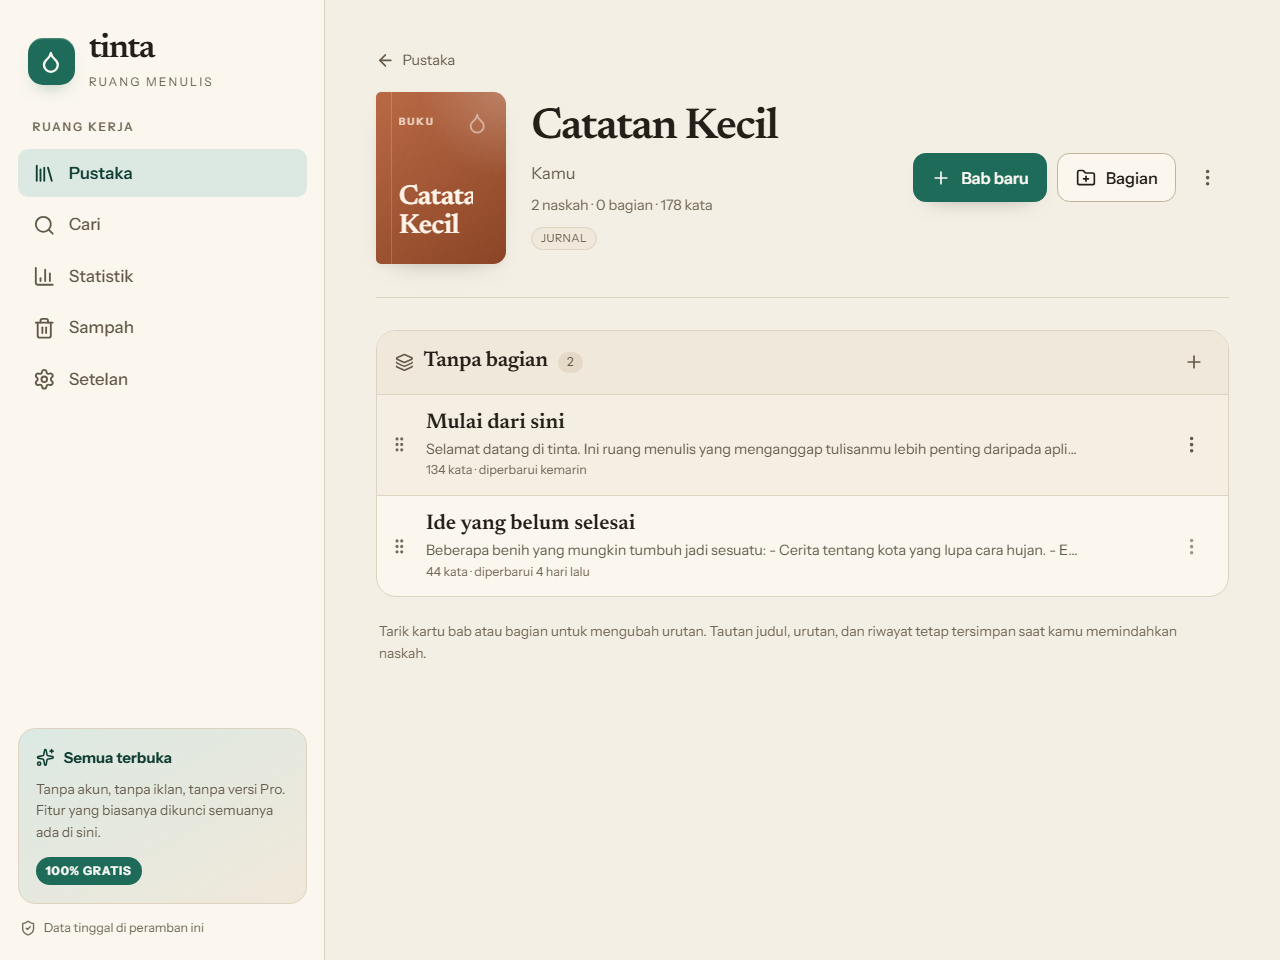 tinta
RUANG MENULIS
RUANG KERJA
Pustaka
Cari
Statistik
Sampah
Setelan
Semua terbuka
Tanpa akun, tanpa iklan, tanpa versi Pro.
Fitur yang biasanya dikunci semuanya
ada di sini.
100% GRATIS
Data tinggal di peramban ini
Pustaka
BUKU
Catata
Kecil
Catatan Kecil
Kamu
2 naskah · 0 bagian · 178 kata
JURNAL
Bab baru
Bagian
Tanpa bagian 2
Mulai dari sini
Selamat datang di tinta. Ini ruang menulis yang menganggap tulisanmu lebih penting daripada apli...
134 kata · diperbarui kemarin
Ide yang belum selesai
Beberapa benih yang mungkin tumbuh jadi sesuatu: - Cerita tentang kota yang lupa cara hujan. - E...
44 kata · diperbarui 4 hari lalu
Tarik kartu bab atau bagian untuk mengubah urutan. Tautan judul, urutan, dan riwayat tetap tersimpan saat kamu memindahkan
naskah.